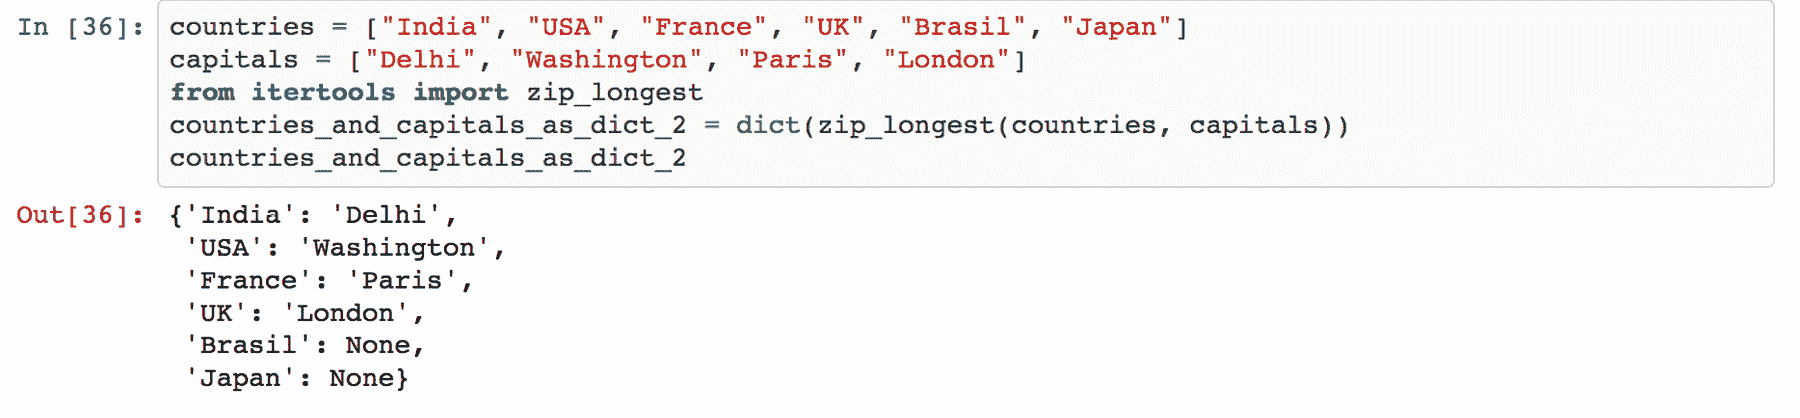 In [36]: countries = ["India", "USA", "France", "UK", "Brasil", "Japan"]
capitals = ["Delhi", "Washington", "Paris", "London"]
from itertools import zip_longest
countries_and_capitals_as_dict_2 = dict(zip_longest(countries, capitals))
countries_and_capitals_as_dict_2
Out[36]: {'India': 'Delhi',
'USA': 'Washington',
'France': 'Paris',
'UK': 'London',
'Brasil': None,
'Japan': None}